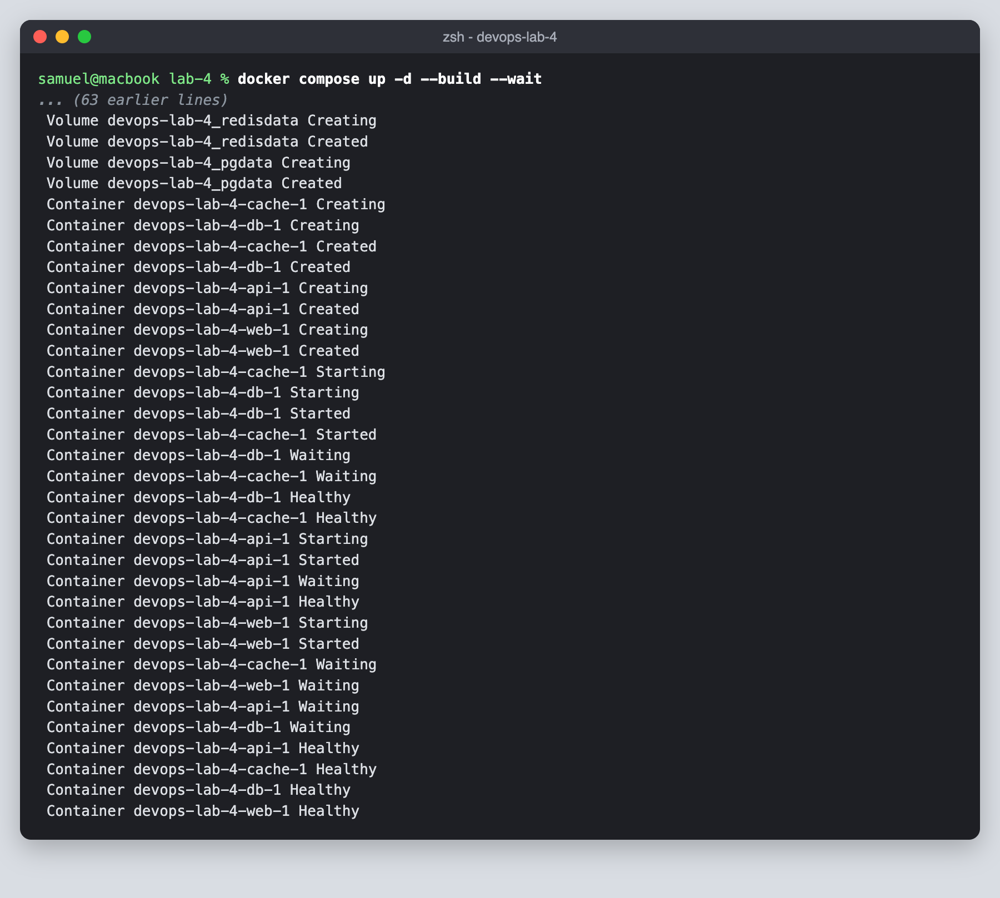 zsh - devops-lab-4
samuel@macbook lab-4 % docker compose up -d --build --wait
... (63 earlier lines)
Volume devops-lab-4_redisdata Creating
Volume devops-lab-4_redisdata Created
Volume devops-lab-4_pgdata Creating
Volume devops-lab-4_pgdata Created
Container devops-lab-4-cache-1 Creating
Container devops-lab-4-db-1 Creating
Container devops-lab-4-cache-1 Created
Container devops-lab-4-db-1 Created
Container devops-lab-4-api-1 Creating
Container devops-lab-4-api-1 Created
Container devops-lab-4-web-1 Creating
Container devops-lab-4-web-1 Created
Container devops-lab-4-cache-1 Starting
Container devops-lab-4-db-1 Starting
Container devops-lab-4-db-1 Started
Container devops-lab-4-cache-1 Started
Container devops-lab-4-db-1 Waiting
Container devops-lab-4-cache-1 Waiting
Container devops-lab-4-db-1 Healthy
Container devops-lab-4-cache-1 Healthy
Container devops-lab-4-api-1 Starting
Container devops-lab-4-api-1 Started
Container devops-lab-4-api-1 Waiting
Container devops-lab-4-api-1 Healthy
Container devops-lab-4-web-1 Starting
Container devops-lab-4-web-1 Started
Container devops-lab-4-cache-1 Waiting
Container devops-lab-4-web-1 Waiting
Container devops-lab-4-api-1 Waiting
Container devops-lab-4-db-1 Waiting
Container devops-lab-4-api-1 Healthy
Container devops-lab-4-cache-1 Healthy
Container devops-lab-4-db-1 Healthy
Container devops-lab-4-web-1 Healthy